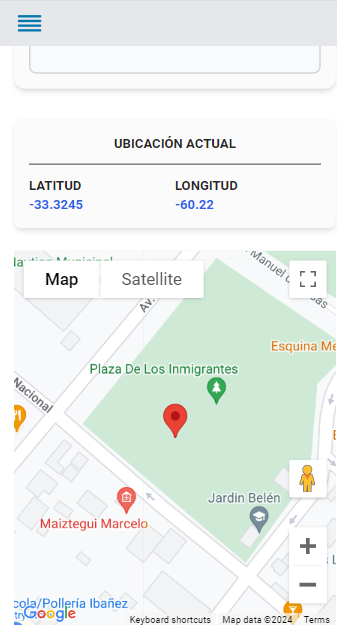 UBICACIÓN ACTUAL
LATITUD LONGITUD
-33.3245 -60.22
Municipal
Map Satellite
Manuel
Av.
Esquina Me
Plaza De Los Inmigrantes
Nacional
Jardin Belén
Maiztegui Marcelo
cola/Pollería Ibañez
Google
Keyboard shortcuts Map data ©2024 Terms